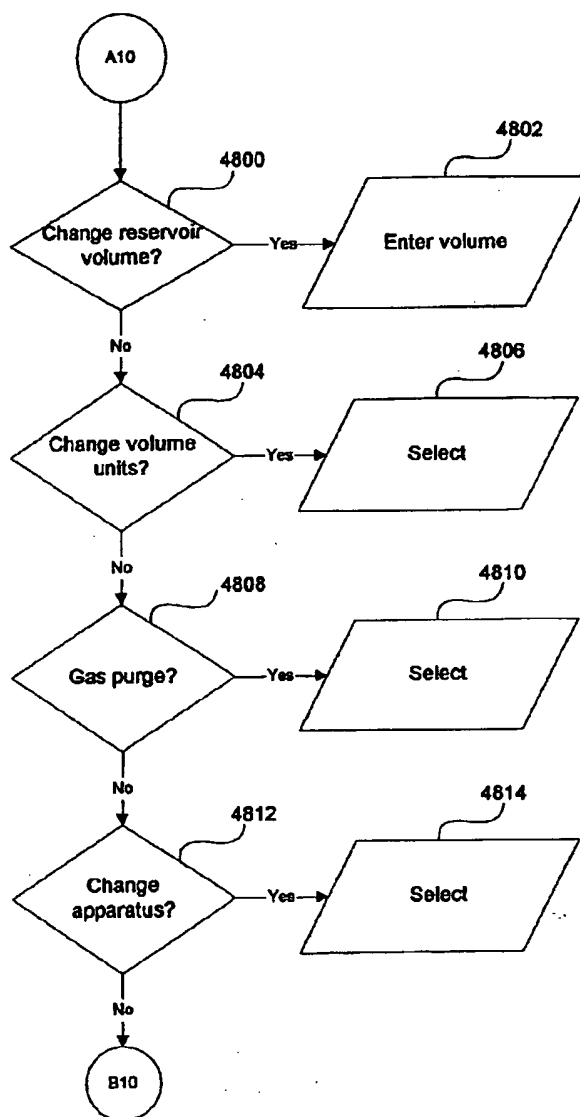 A10
4800
4802
Change reservoir
volume?
Yes
Enter volume
No
4804
4806
Change volume
units?
Yes
Select
No
4808
4810
Gas purge?
Yes
Select
No
4812
4814
Change
apparatus?
Yes
Select
No
B10